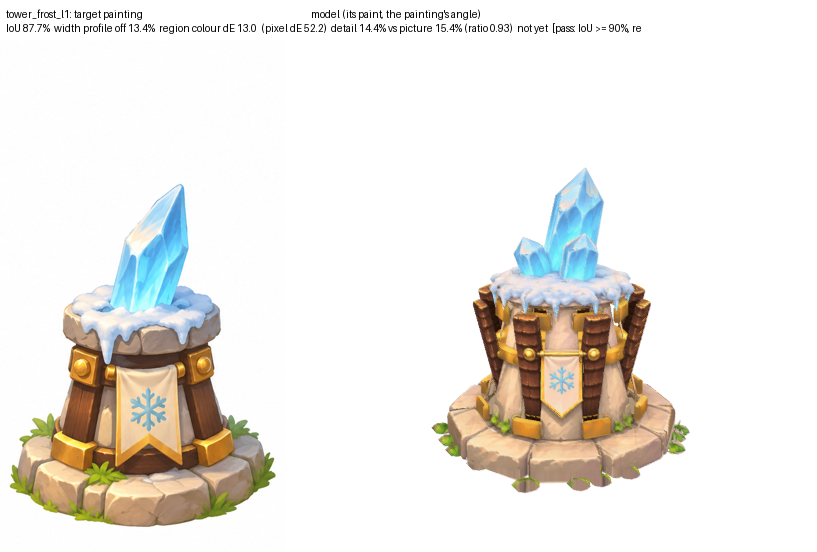 tower_frost_l1: target painting
model (its paint, the painting's angle)
IoU 87.7% width profile off 13.4% region colour dE 13.0 (pixel dE 52.2) detail 14.4% vs picture 15.4% (ratio 0.93) not yet [pass: IoU >= 90%, re